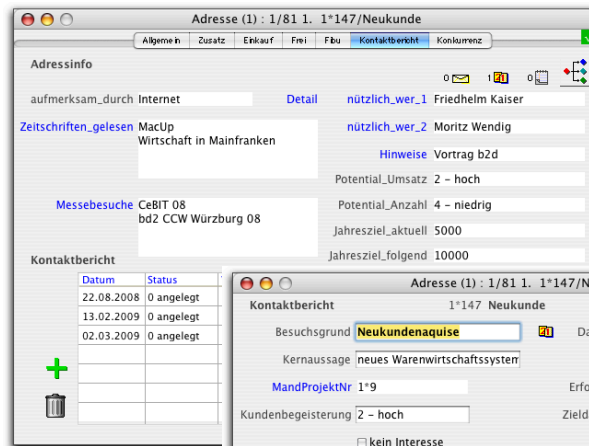 Adresse (1) : 1/81 1. 1*147/Neukunde
Allgemein Zusatz Einkauf Frei Fibu Kontaktbericht Konkurrenz
Adressinfo
0 1 0
aufmerksam_durch Internet Detail nützlich_wer_1 Friedhelm Kaiser
Zeitschriften_gelesen MacUp nützlich_wer_2 Moritz Wendig
Wirtschaft in Mainfranken
Hinweise Vortrag b2d
Potential_Umsatz 2 - hoch
Messebesuche CeBIT 08 Potential_Anzahl 4 - niedrig
bd2 CCW Würzburg 08
Jahresziel_aktuell 5000
Jahresziel_folgend 10000
Kontaktbericht
Datum Status
22.08.2008 0 angelegt
13.02.2009 0 angelegt
02.03.2009 0 angelegt
Adresse (1) : 1/81 1. 1*147/N
Kontaktbericht 1*147 Neukunde
Besuchsgrund Neukundenaquise Da
Kernaussage neues Warenwirtschaftssystem
MandProjektNr 1*9 Erfo
Kundenbegeisterung 2 - hoch Zield
kein Interesse